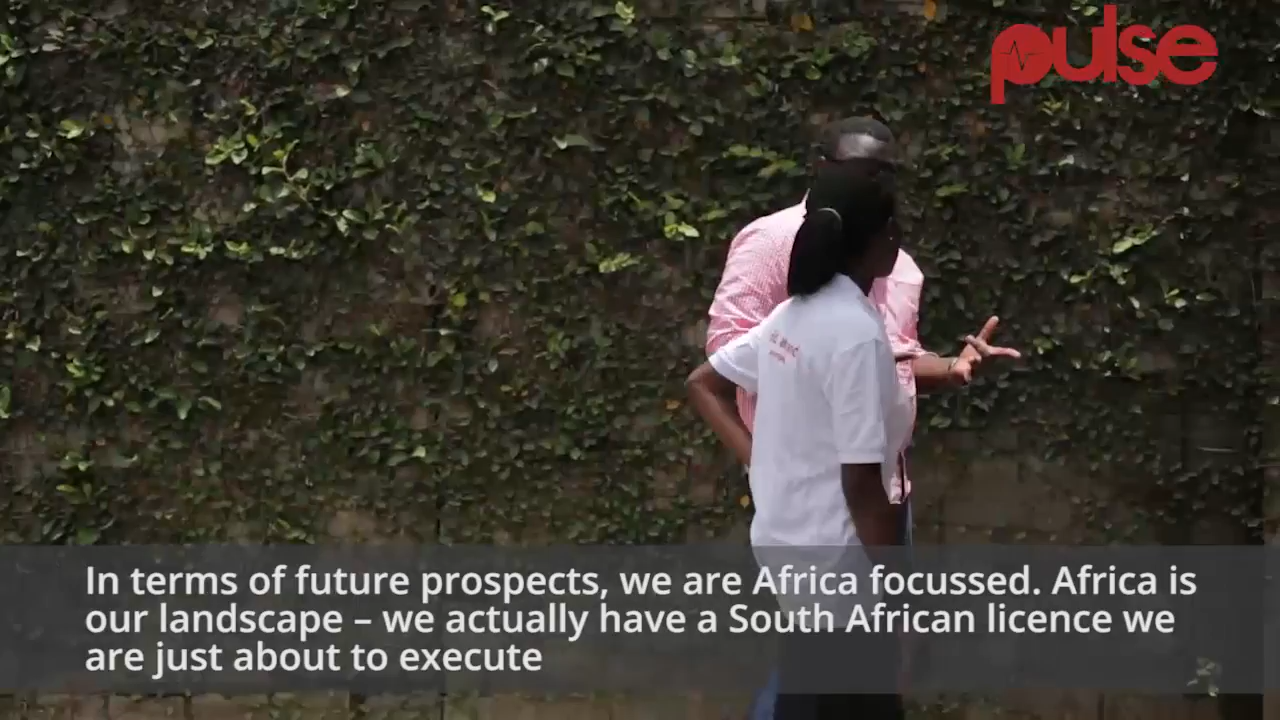 pulse
In terms of future prospects, we are Africa focussed. Africa is
our landscape – we actually have a South African licence we
are just about to execute